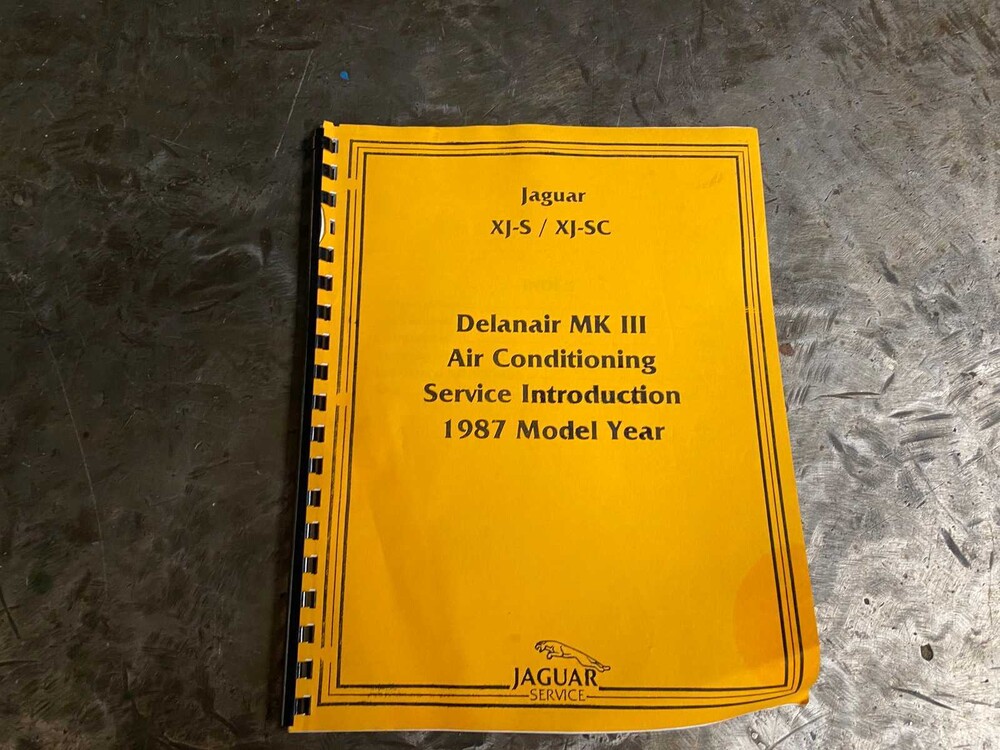 Jaguar
XJ-S / XJ-SC
Delanair MK III
Air Conditioning
Service Introduction
1987 Model Year
JAGUAR
SERVICE